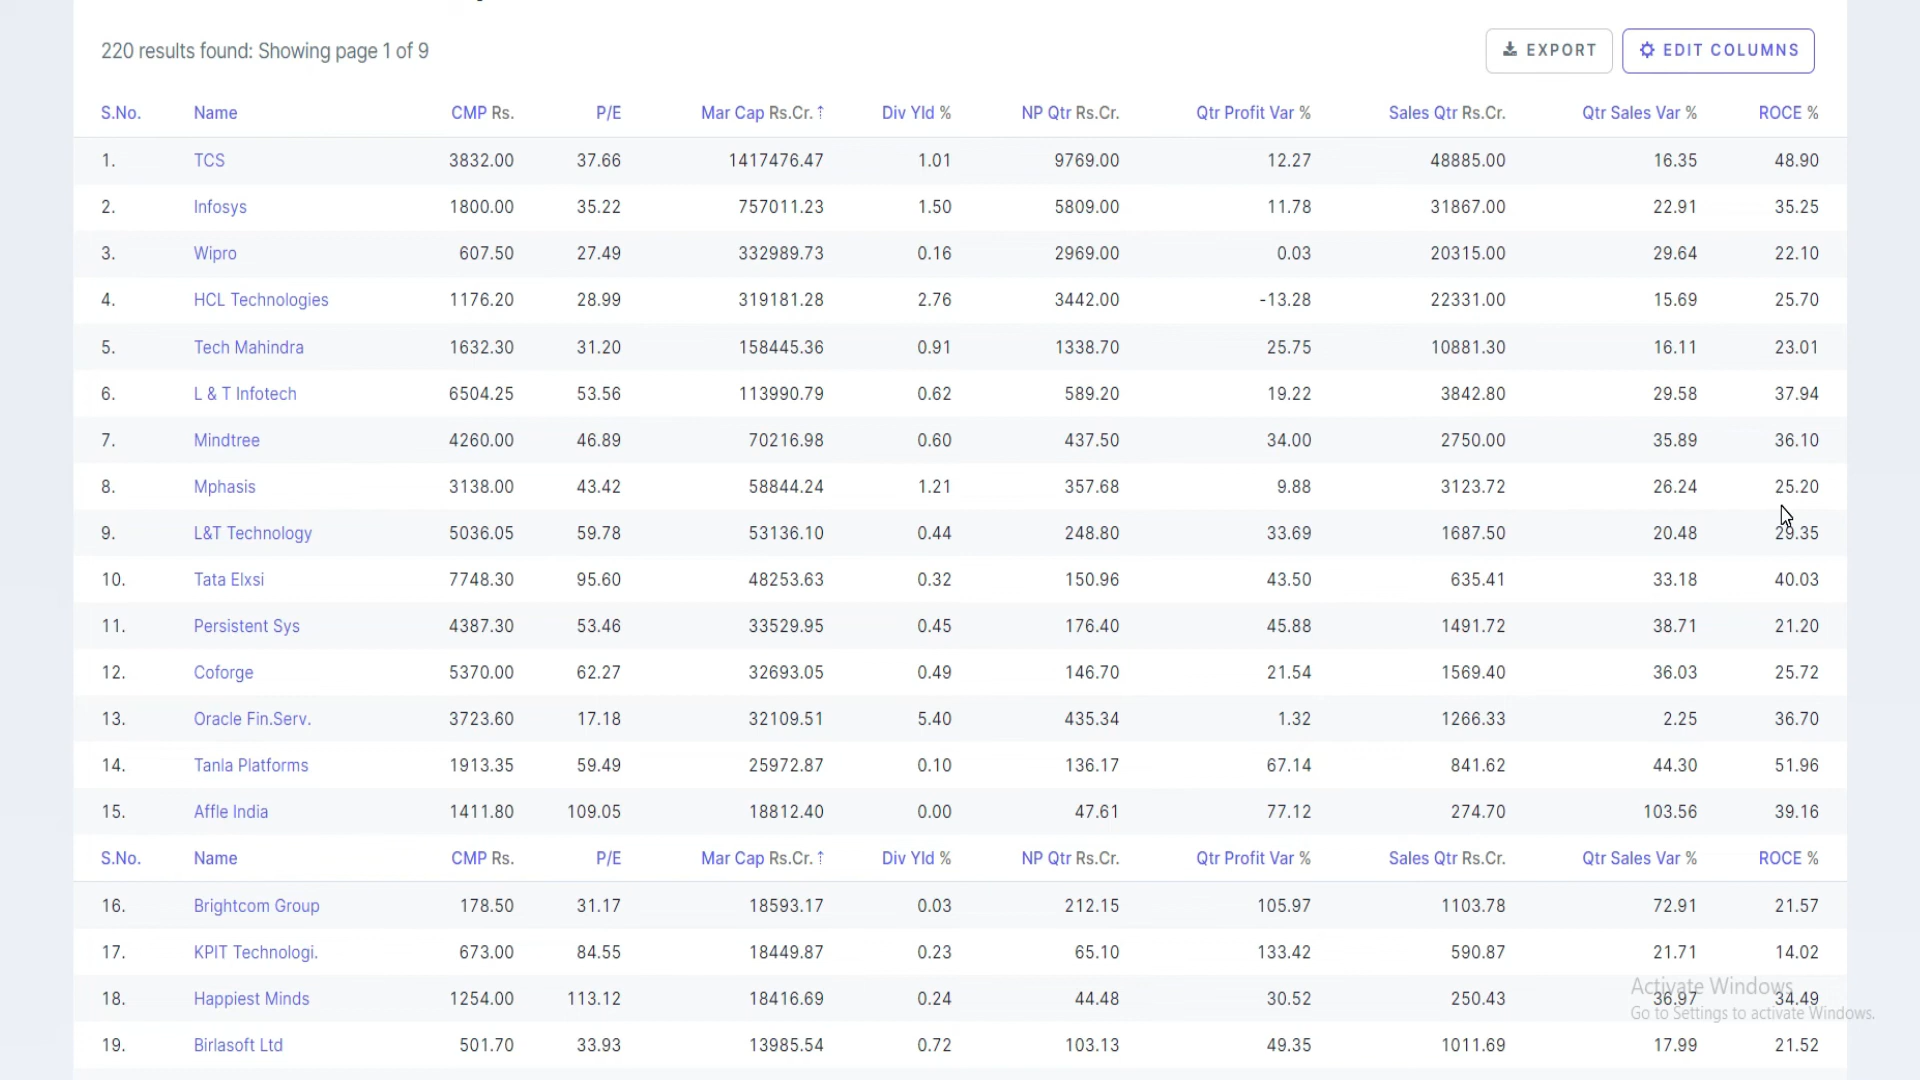 220 results found: Showing page 1 of 9
EXPORT EDIT COLUMNS
S.No. Name CMP Rs. P/E Mar Cap Rs.Cr. ↑ Div Yld % NP Qtr Rs.Cr. Qtr Profit Var % Sales Qtr Rs.Cr. Qtr Sales Var % ROCE %
1. TCS 3832.00 37.66 1417476.47 1.01 9769.00 12.27 48885.00 16.35 48.90
2. Infosys 1800.00 35.22 757011.23 1.50 5809.00 11.78 31867.00 22.91 35.25
3. Wipro 607.50 27.49 332989.73 0.16 2969.00 0.03 20315.00 29.64 22.10
4. HCL Technologies 1176.20 28.99 319181.28 2.76 3442.00 -13.28 22331.00 15.69 25.70
5. Tech Mahindra 1632.30 31.20 158445.36 0.91 1338.70 25.75 10881.30 16.11 23.01
6. L & T Infotech 6504.25 53.56 113990.79 0.62 589.20 19.22 3842.80 29.58 37.94
7. Mindtree 4260.00 46.89 70216.98 0.60 437.50 34.00 2750.00 35.89 36.10
8. Mphasis 3138.00 43.42 58844.24 1.21 357.68 9.88 3123.72 26.24 25.20
9. L&T Technology 5036.05 59.78 53136.10 0.44 248.80 33.69 1687.50 20.48 29.35
10. Tata Elxsi 7748.30 95.60 48253.63 0.32 150.96 43.50 635.41 33.18 40.03
11. Persistent Sys 4387.30 53.46 33529.95 0.45 176.40 45.88 1491.72 38.71 21.20
12. Coforge 5370.00 62.27 32693.05 0.49 146.70 21.54 1569.40 36.03 25.72
13. Oracle Fin.Serv. 3723.60 17.18 32109.51 5.40 435.34 1.32 1266.33 2.25 36.70
14. Tanla Platforms 1913.35 59.49 25972.87 0.10 136.17 67.14 841.62 44.30 51.96
15. Affle India 1411.80 109.05 18812.40 0.00 47.61 77.12 274.70 103.56 39.16
S.No. Name CMP Rs. P/E Mar Cap Rs.Cr. ↑ Div Yld % NP Qtr Rs.Cr. Qtr Profit Var % Sales Qtr Rs.Cr. Qtr Sales Var % ROCE %
16. Brightcom Group 178.50 31.17 18593.17 0.03 212.15 105.97 1103.78 72.91 21.57
17. KPIT Technologi. 673.00 84.55 18449.87 0.23 65.10 133.42 590.87 21.71 14.02
Activate Windows
18. Happiest Minds 1254.00 113.12 18416.69 0.24 44.48 30.52 250.43 36.97 34.49
Go to Settings to activate Windows.
19. Birlasoft Ltd 501.70 33.93 13985.54 0.72 103.13 49.35 1011.69 17.99 21.52